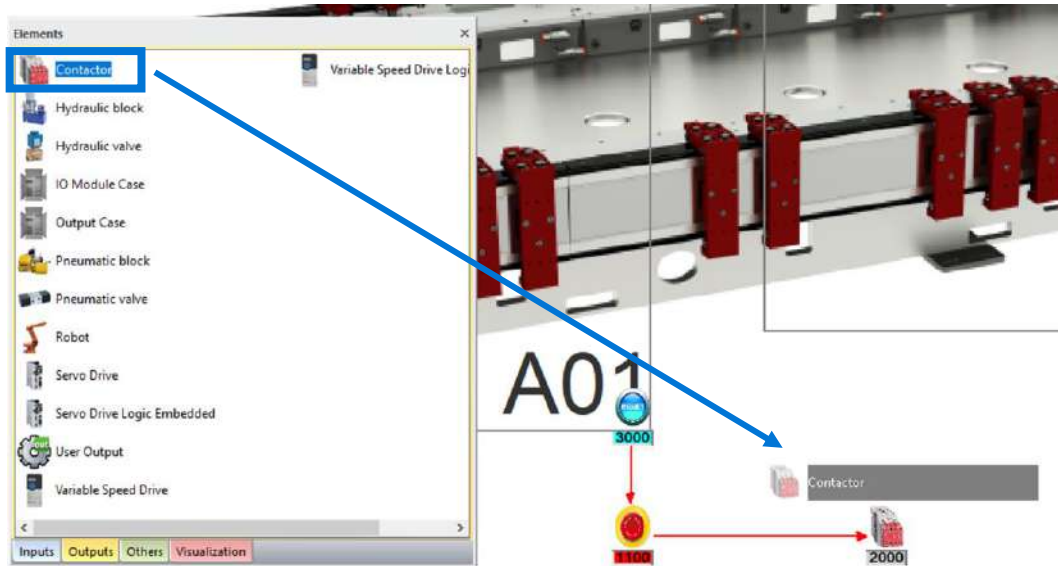 Elements
Contactor
Variable Speed Drive Logi
Hydraulic block
Hydraulic valve
IO Module Case
Output Case
Pneumatic block
Pneumatic valve
Robot
Servo Drive
Servo Drive Logic Embedded
User Output
Variable Speed Drive
Inputs Outputs Others Visualization
A01
3000
Contactor
1100
2000